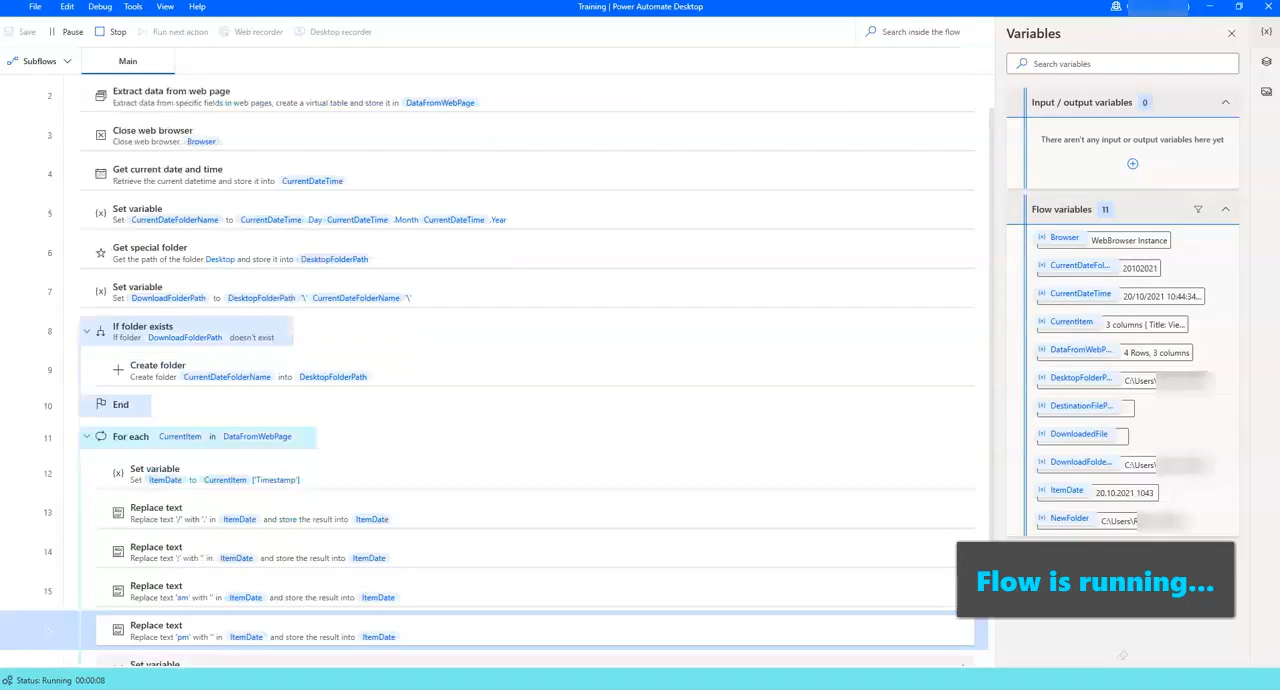 File Edit Debug Tools View Help Training | Power Automate Desktop
Save Pause Stop Run next action Web recorder Desktop recorder Search inside the flow
Subflows Main
2 Extract data from web page
Extract data from specific fields in web pages, create a virtual table and store it in DataFromWebPage
3 Close web browser
Close web browser. Browser
4 Get current date and time
Retrieve the current datetime and store it into CurrentDateTime
5 {x} Set variable
Set CurrentDateFolderName to CurrentDateTime .Day CurrentDateTime .Month CurrentDateTime .Year
6 Get special folder
Get the path of the folder Desktop and store it into DesktopFolderPath
7 {x} Set variable
Set DownloadFolderPath to DesktopFolderPath '\' CurrentDateFolderName '\'
8 If folder exists
If folder DownloadFolderPath doesn't exist
9 Create folder
Create folder CurrentDateFolderName into DesktopFolderPath
10 End
11 For each CurrentItem in DataFromWebPage
12 {x} Set variable
Set ItemDate to CurrentItem ['Timestamp']
13 Replace text
Replace text '/' with '.' in ItemDate and store the result into ItemDate
14 Replace text
Replace text ':' with '' in ItemDate and store the result into ItemDate
15 Replace text
Replace text 'am' with '' in ItemDate and store the result into ItemDate
Replace text
Replace text 'pm' with '' in ItemDate and store the result into ItemDate
Set variable
Status: Running 00:00:08
Variables
{x}
Search variables
Input / output variables 0
There aren't any input or output variables here yet
Flow variables 11
Browser WebBrowser Instance
CurrentDateFol... 20102021
CurrentDateTime 20/10/2021 10:44:34...
CurrentItem 3 columns { Title: Vie...
DataFromWebP... 4 Rows, 3 columns
DesktopFolderP... C:\Users\
DestinationFileP...
DownloadedFile
DownloadFolde... C:\Users\
ItemDate 20.10.2021 1043
NewFolder
Flow is running...